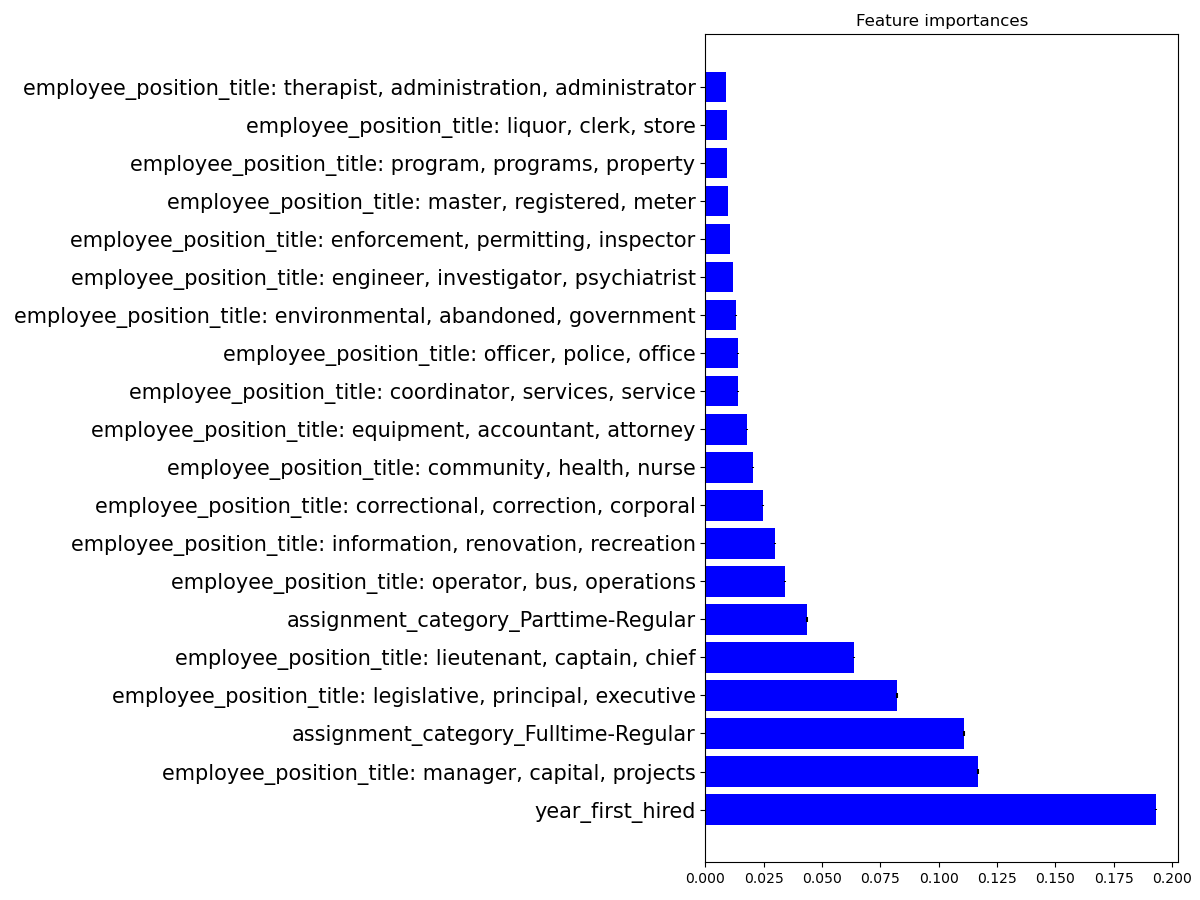 Feature importances
employee_position_title: therapist, administration, administrator
employee_position_title: liquor, clerk, store
employee_position_title: program, programs, property
employee_position_title: master, registered, meter
employee_position_title: enforcement, permitting, inspector
employee_position_title: engineer, investigator, psychiatrist
employee_position_title: environmental, abandoned, government
employee_position_title: officer, police, office
employee_position_title: coordinator, services, service
employee_position_title: equipment, accountant, attorney
employee_position_title: community, health, nurse
employee_position_title: correctional, correction, corporal
employee_position_title: information, renovation, recreation
employee_position_title: operator, bus, operations
assignment_category_Parttime-Regular
employee_position_title: lieutenant, captain, chief
employee_position_title: legislative, principal, executive
assignment_category_Fulltime-Regular
employee_position_title: manager, capital, projects
year_first_hired
0.000 0.025 0.050 0.075 0.100 0.125 0.150 0.175 0.200